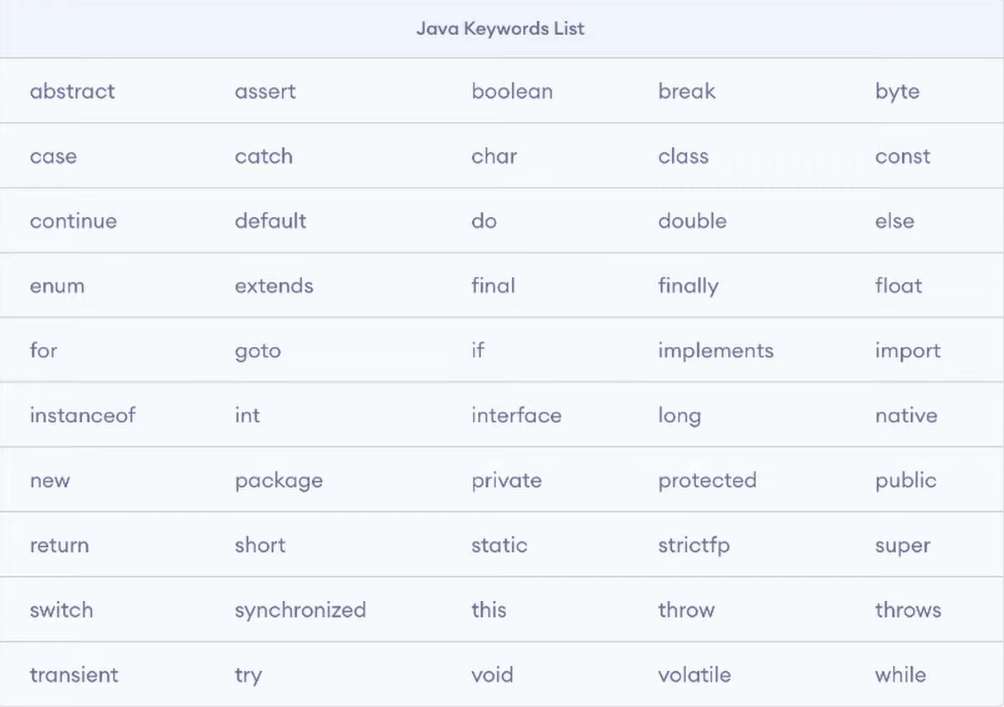 Java Keywords List
abstract assert boolean break byte
case catch char class const
continue default do double else
enum extends final finally float
for goto if implements import
instanceof int interface long native
new package private protected public
return short static strictfp super
switch synchronized this throw throws
transient try void volatile while